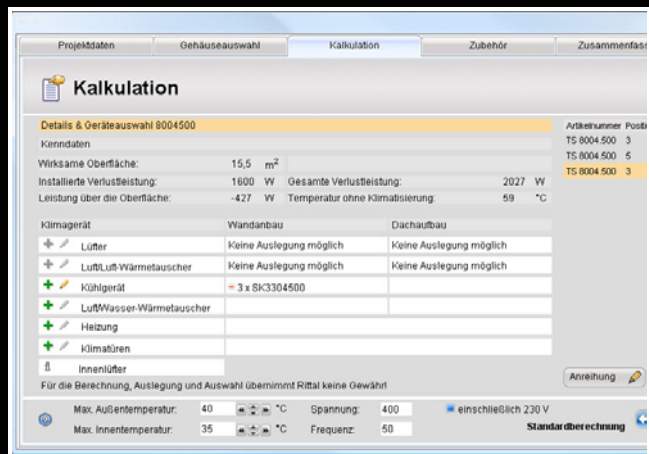 Projektdaten Gehäuseauswahl Kalkulation Zubehör Zusammenfass
Kalkulation
Details & Geräteauswahl 8004500
Kenndaten
Wirksame Oberfläche: 15,5 m²
Installierte Verlustleistung: 1600 W Gesamte Verlustleistung: 2027 W
Leistung über die Oberfläche: -427 W Temperatur ohne Klimatisierung: 59 °C
Klimagerät Wandanbau Dachaufbau
Lüfter Keine Auslegung möglich Keine Auslegung möglich
Luft/Luft-Wärmetauscher Keine Auslegung möglich Keine Auslegung möglich
Kühlgerät 3 x SK3304500
Luft/Wasser-Wärmetauscher
Heizung
Klimatüren
Innenlüfter
Für die Berechnung, Auslegung und Auswahl übernimmt Rittal keine Gewähr!
Artikelnummer Positi
TS 8004.500 3
TS 8004.500 5
TS 8004.500 3
Anreihung
Max. Außentemperatur: 40 °C Spannung: 400 einschließlich 230 V
Max. Innentemperatur: 35 °C Frequenz: 50 Standardberechnung